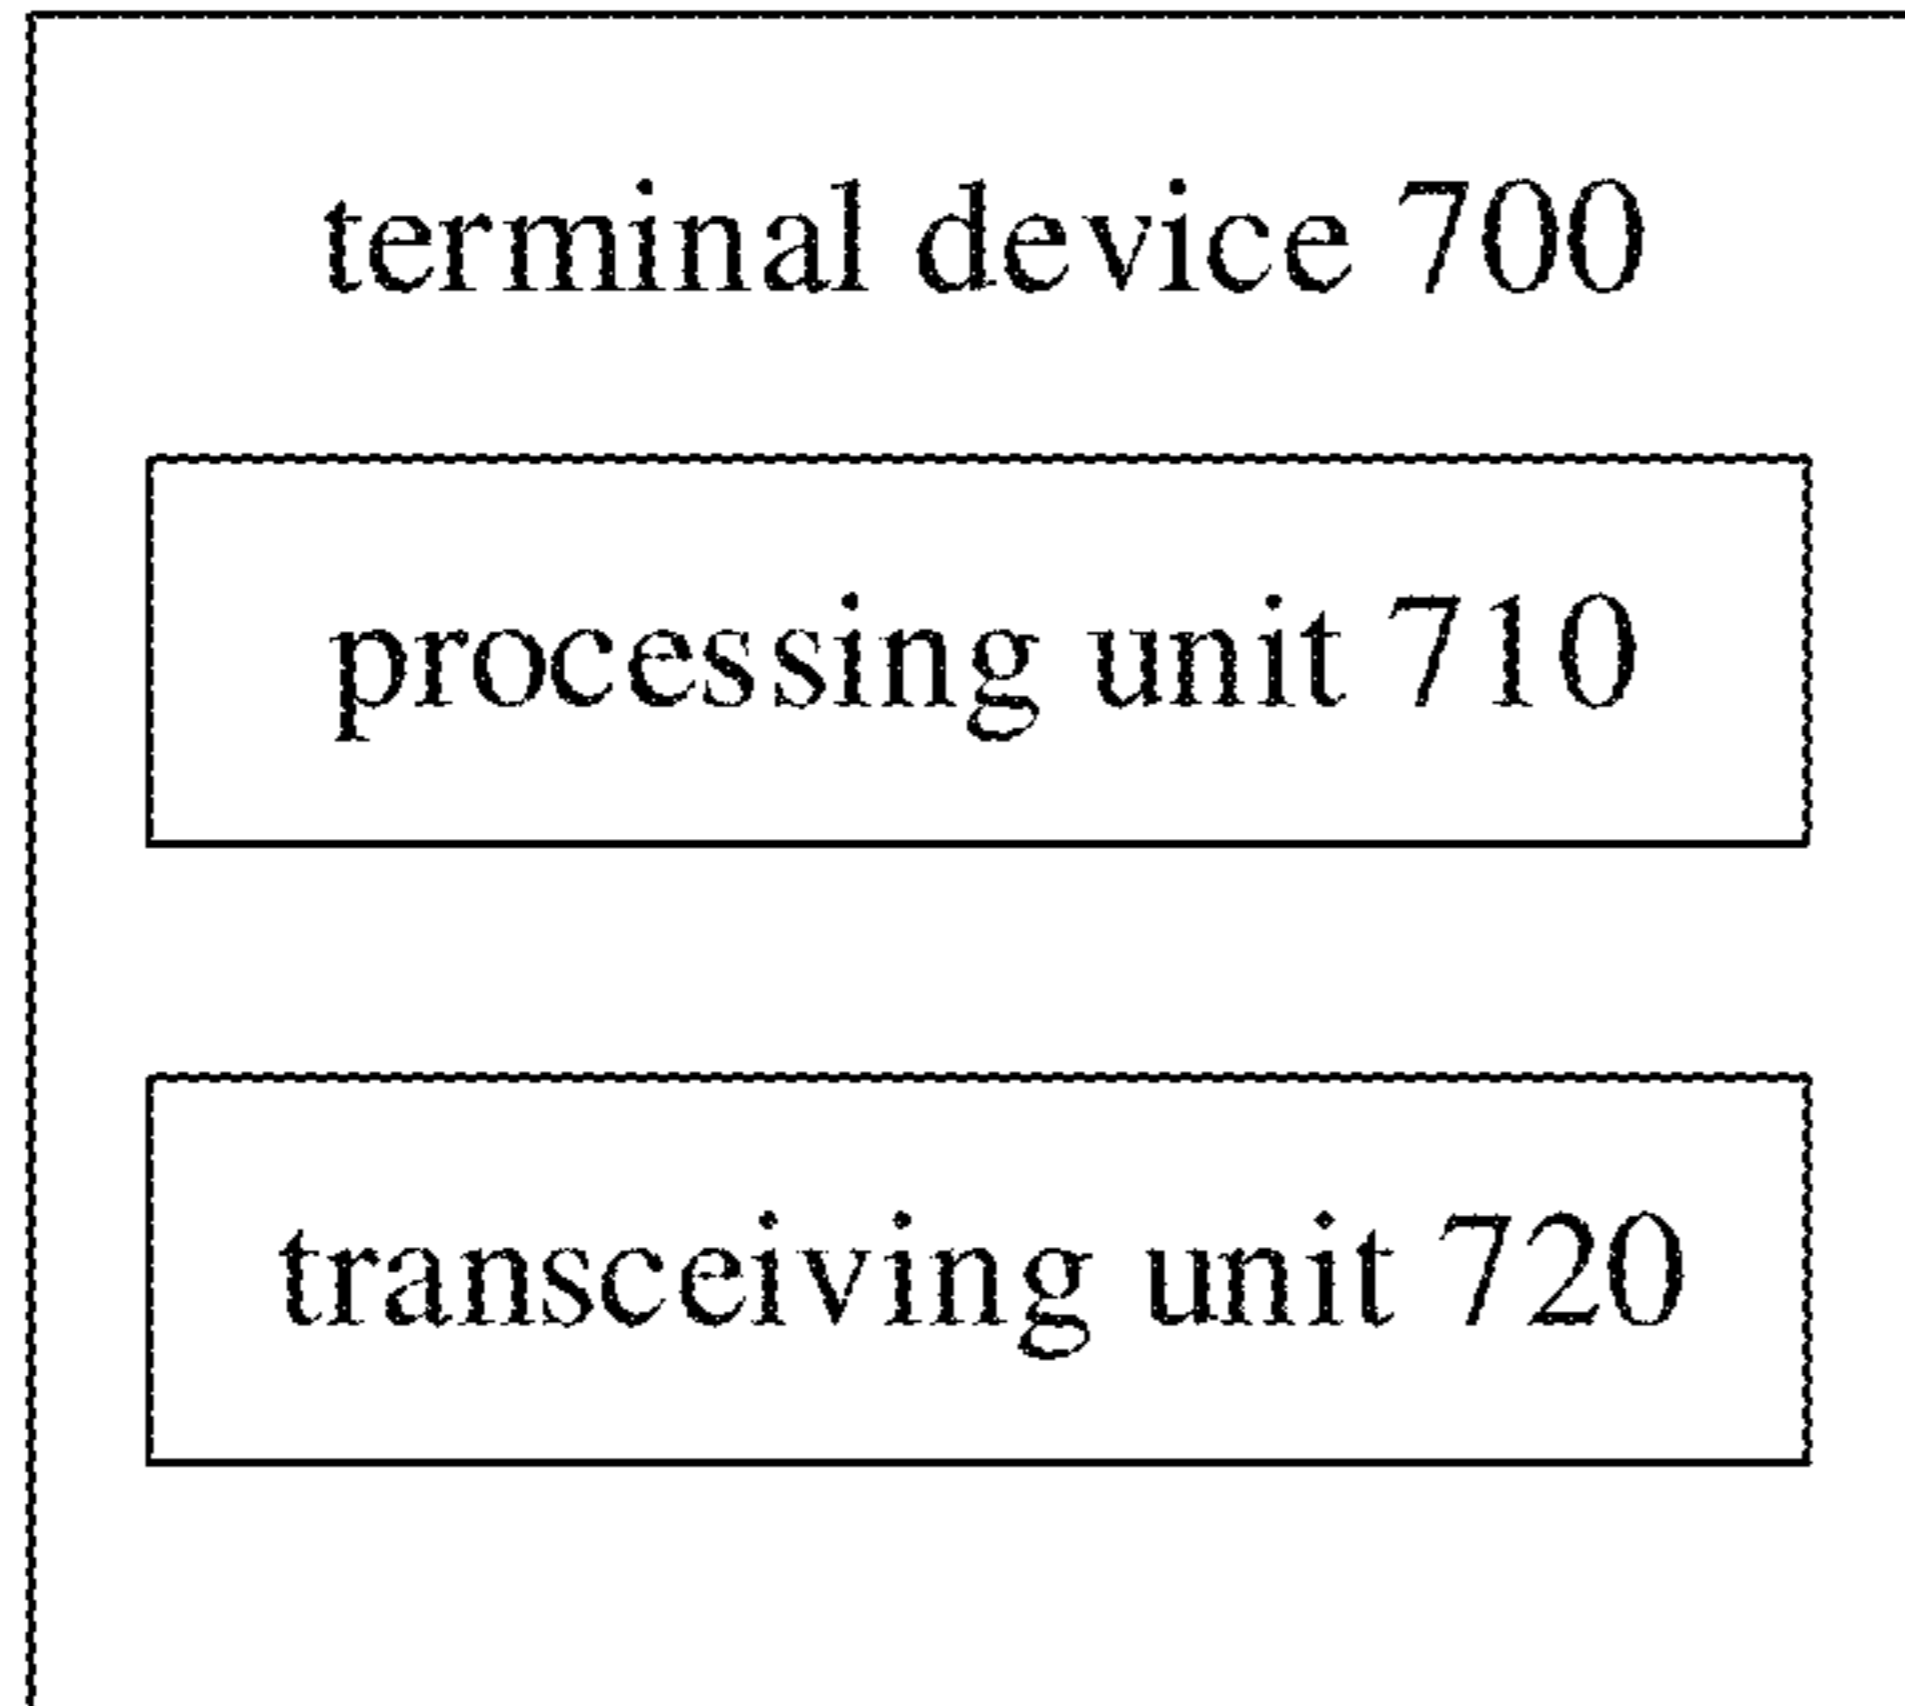 terminal device 700
processing unit 710
transceiving unit 720